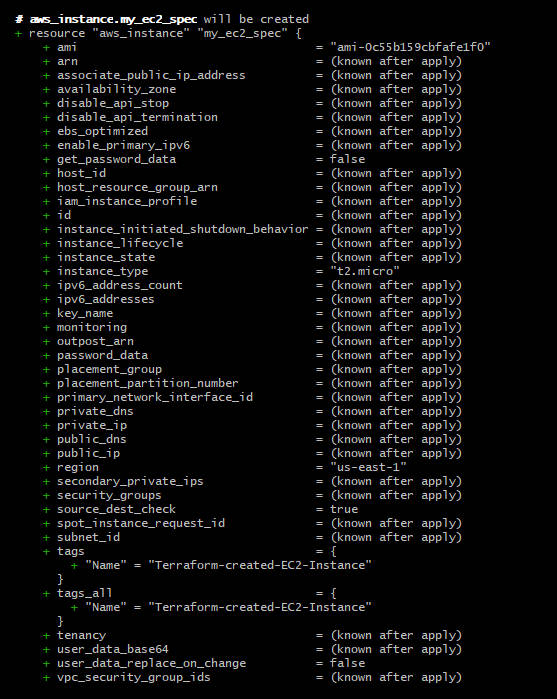 # aws_instance.my_ec2_spec will be created
+ resource "aws_instance" "my_ec2_spec" {
+ ami = "ami-0c55b159cbfafe1f0"
+ arn = (known after apply)
+ associate_public_ip_address = (known after apply)
+ availability_zone = (known after apply)
+ disable_api_stop = (known after apply)
+ disable_api_termination = (known after apply)
+ ebs_optimized = (known after apply)
+ enable_primary_ipv6 = (known after apply)
+ get_password_data = false
+ host_id = (known after apply)
+ host_resource_group_arn = (known after apply)
+ iam_instance_profile = (known after apply)
+ id = (known after apply)
+ instance_initiated_shutdown_behavior = (known after apply)
+ instance_lifecycle = (known after apply)
+ instance_state = (known after apply)
+ instance_type = "t2.micro"
+ ipv6_address_count = (known after apply)
+ ipv6_addresses = (known after apply)
+ key_name = (known after apply)
+ monitoring = (known after apply)
+ outpost_arn = (known after apply)
+ password_data = (known after apply)
+ placement_group = (known after apply)
+ placement_partition_number = (known after apply)
+ primary_network_interface_id = (known after apply)
+ private_dns = (known after apply)
+ private_ip = (known after apply)
+ public_dns = (known after apply)
+ public_ip = (known after apply)
+ region = "us-east-1"
+ secondary_private_ips = (known after apply)
+ security_groups = (known after apply)
+ source_dest_check = true
+ spot_instance_request_id = (known after apply)
+ subnet_id = (known after apply)
+ tags = {
+ "Name" = "Terraform-created-EC2-Instance"
}
+ tags_all = {
+ "Name" = "Terraform-created-EC2-Instance"
}
+ tenancy = (known after apply)
+ user_data_base64 = (known after apply)
+ user_data_replace_on_change = false
+ vpc_security_group_ids = (known after apply)